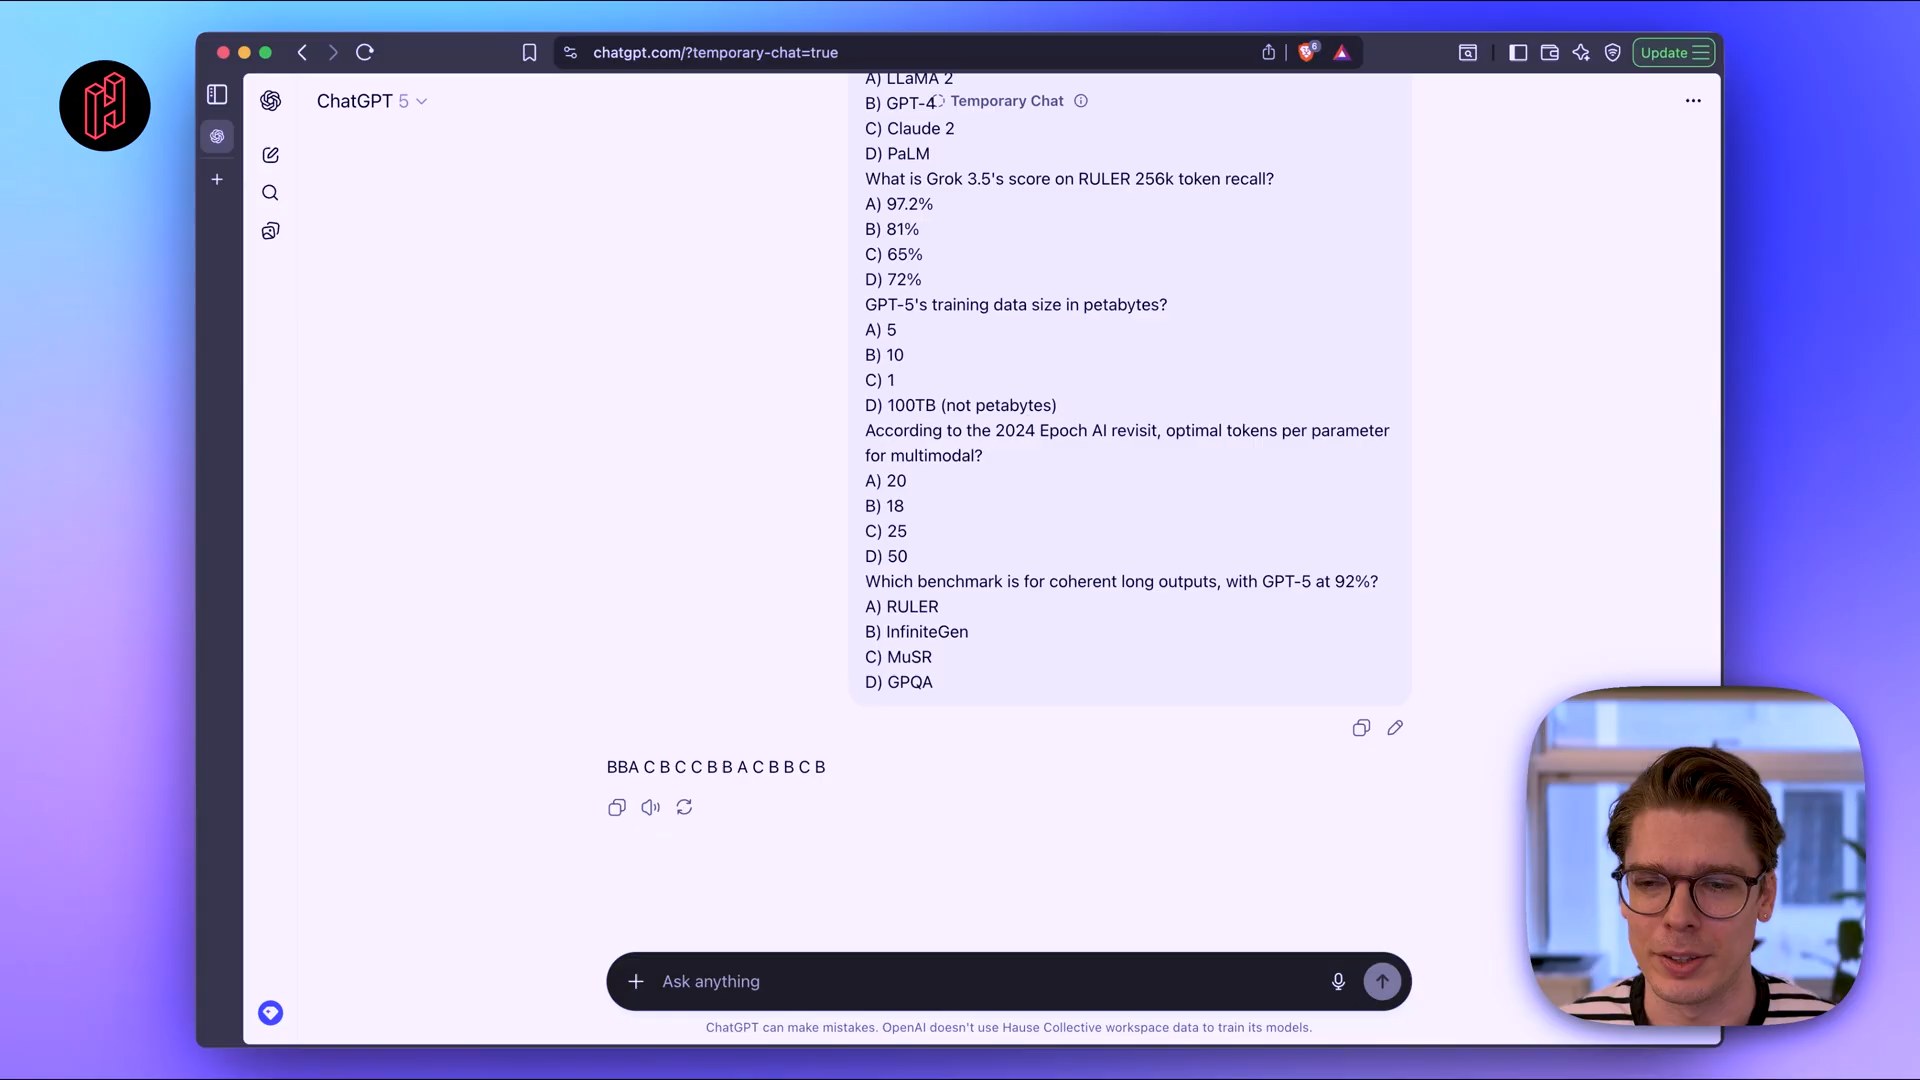 chatgpt.com/?temporary-chat=true
6
Update
ChatGPT 5
Temporary Chat
A) LLaMA 2
B) GPT-4
C) Claude 2
D) PaLM
What is Grok 3.5's score on RULER 256k token recall?
A) 97.2%
B) 81%
C) 65%
D) 72%
GPT-5's training data size in petabytes?
A) 5
B) 10
C) 1
D) 100TB (not petabytes)
According to the 2024 Epoch AI revisit, optimal tokens per parameter
for multimodal?
A) 20
B) 18
C) 25
D) 50
Which benchmark is for coherent long outputs, with GPT-5 at 92%?
A) RULER
B) InfiniteGen
C) MuSR
D) GPQA
BBA C B C C B B A C B B C B
Ask anything
ChatGPT can make mistakes. OpenAI doesn't use Hause Collective workspace data to train its models.